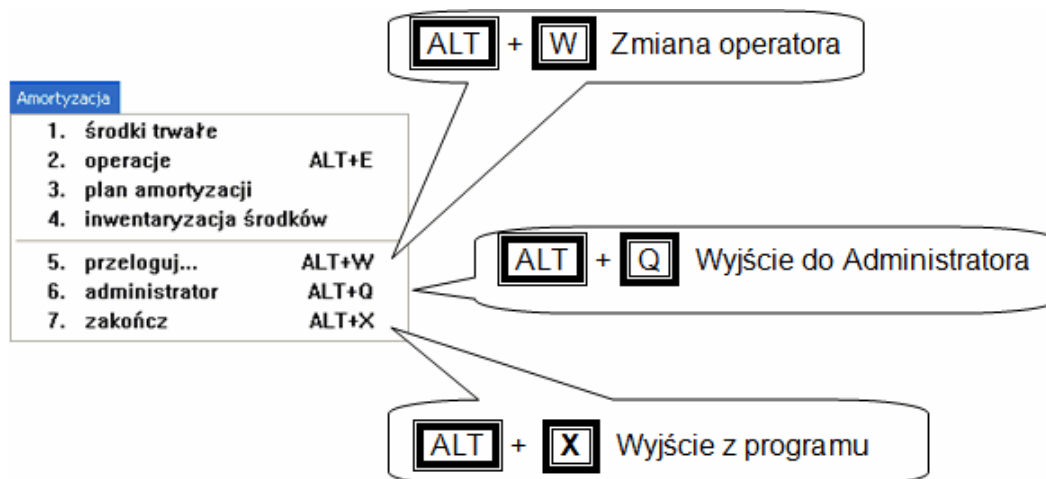 ALT + W Zmiana operatora
Amortyzacja
1. środki trwałe
2. operacje ALT+E
3. plan amortyzacji
4. inwentaryzacja środków
5. przeloguj... ALT+W
6. administrator ALT+Q
7. zakończ ALT+X
ALT + Q Wyjście do Administratora
ALT + X Wyjście z programu